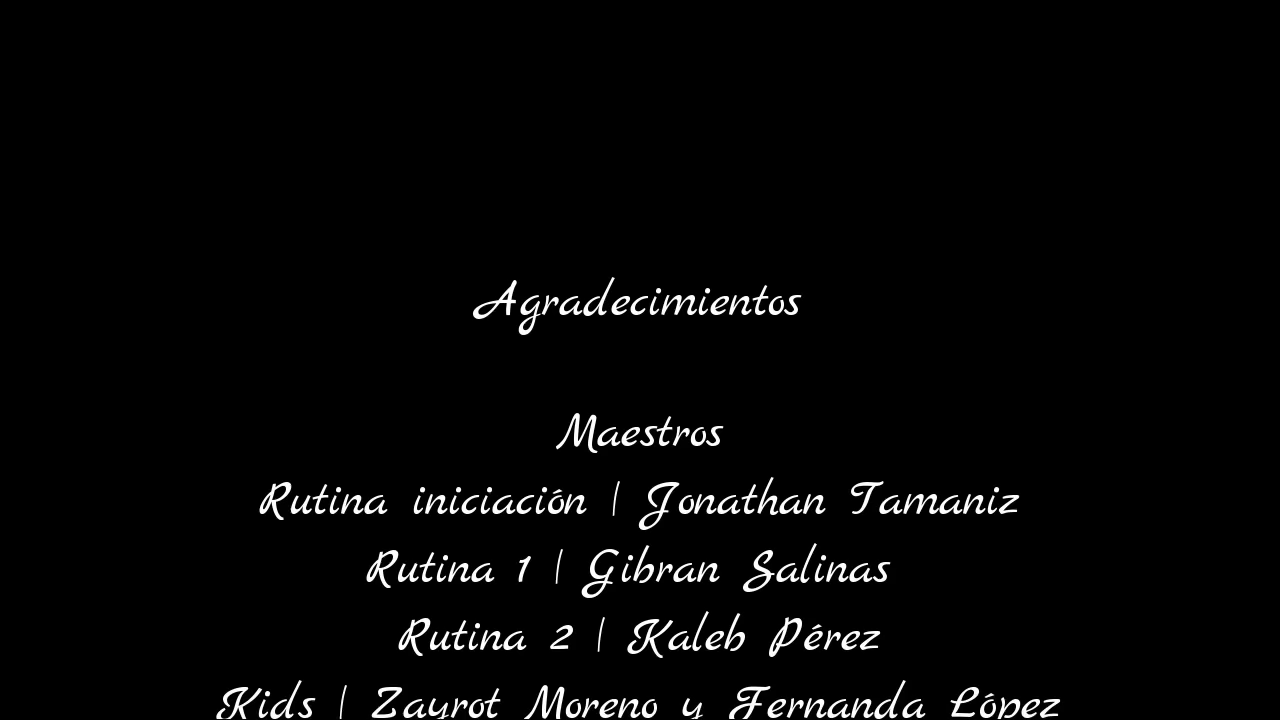 Agradecimientos
Maestros
Rutina iniciación | Jonathan Tamaniz
Rutina 1 | Gibran Salinas
Rutina 2 | Kaleb Pérez
Kids | Zayrot Moreno y Fernanda López